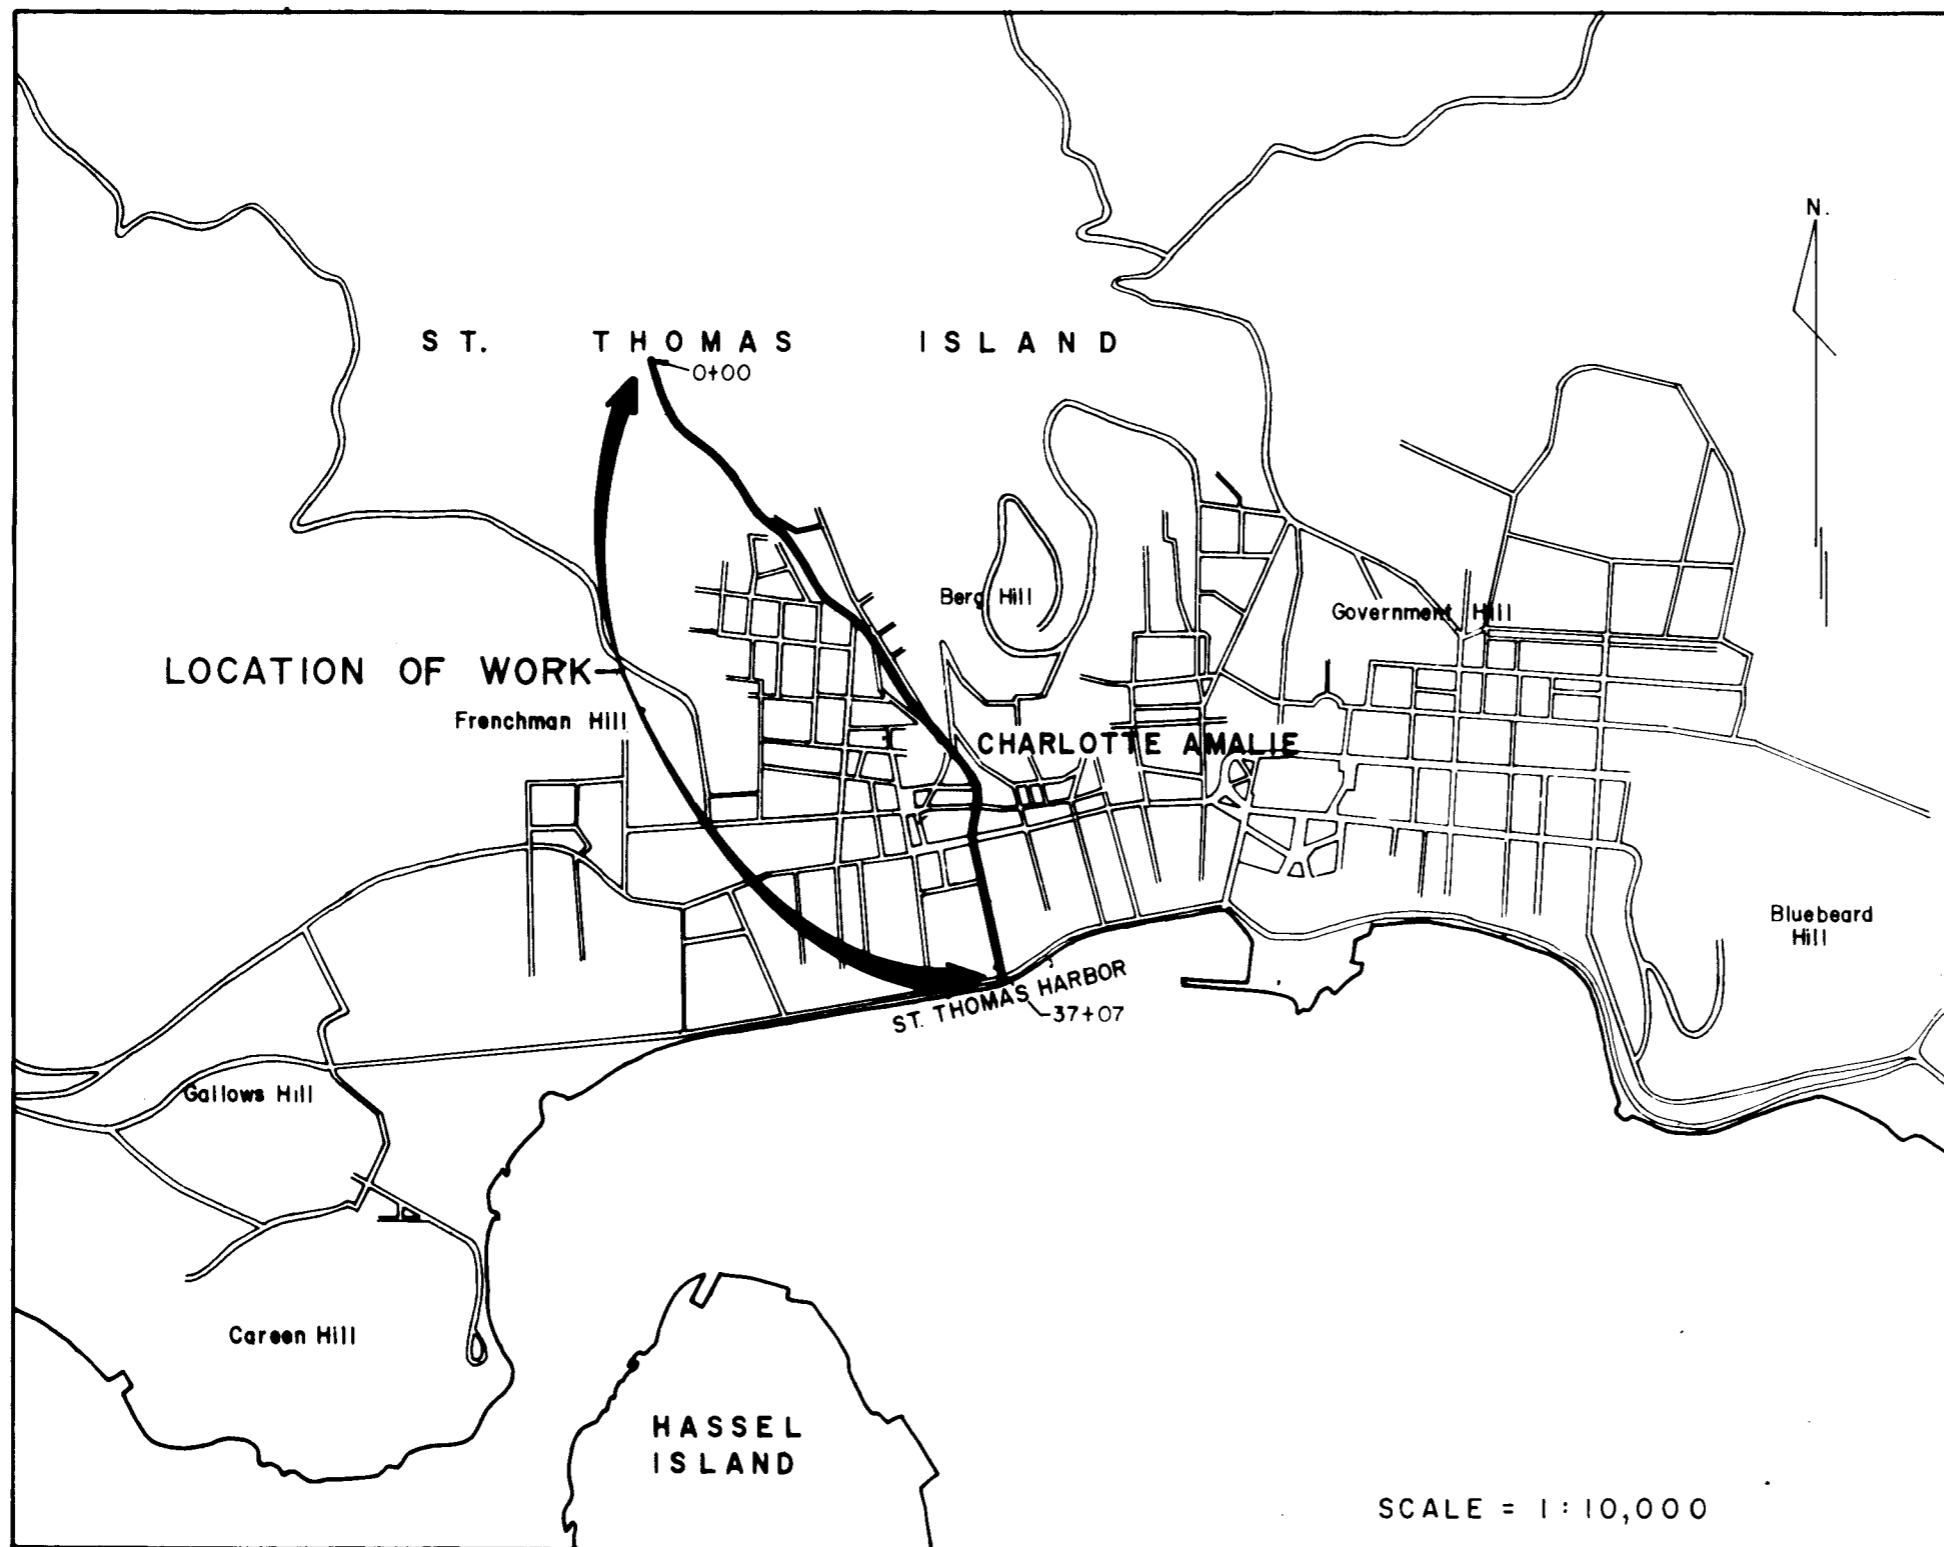 N.
ST. THOMAS ISLAND
0+00
Berg Hill
Government Hill
LOCATION OF WORK
Frenchman Hill
CHARLOTTE AMALIE
Bluebeard
Hill
ST. THOMAS HARBOR
37+07
Gallows Hill
Careen Hill
HASSEL
ISLAND
SCALE = 1:10,000